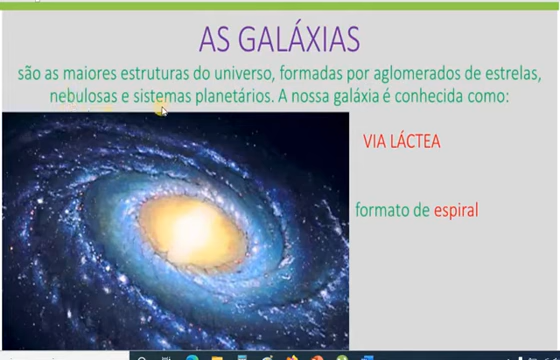 AS GALÁXIAS
são as maiores estruturas do universo, formadas por aglomerados de estrelas,
nebulosas e sistemas planetários. A nossa galáxia é conhecida como:
VIA LÁCTEA
formato de espiral